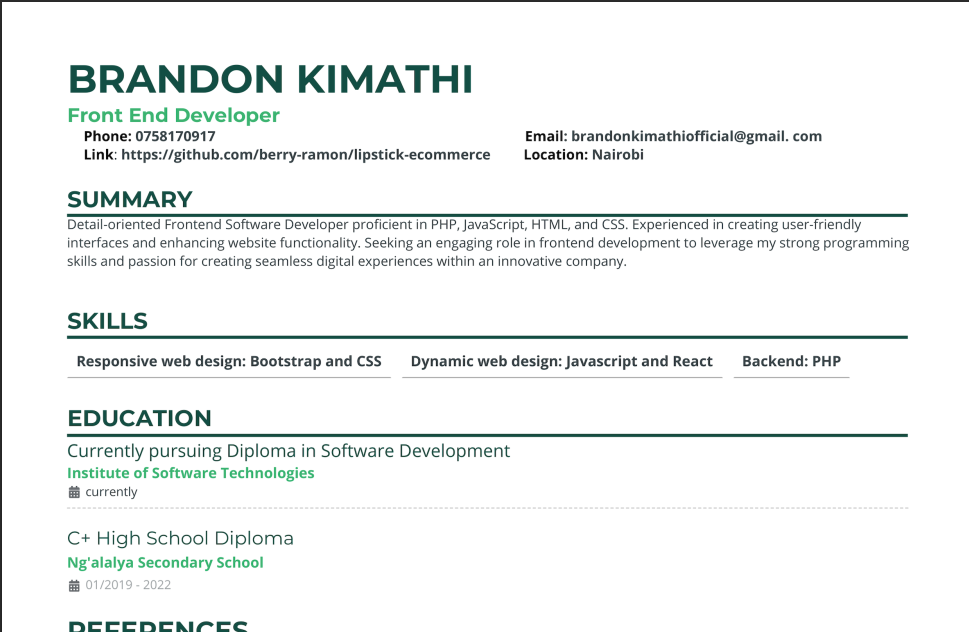 BRANDON KIMATHI
Front End Developer
Phone: 0758170917 Email: brandonkimathiofficial@gmail. com
Link: https://github.com/berry-ramon/lipstick-ecommerce Location: Nairobi
SUMMARY
Detail-oriented Frontend Software Developer proficient in PHP, JavaScript, HTML, and CSS. Experienced in creating user-friendly
interfaces and enhancing website functionality. Seeking an engaging role in frontend development to leverage my strong programming
skills and passion for creating seamless digital experiences within an innovative company.
SKILLS
Responsive web design: Bootstrap and CSS Dynamic web design: Javascript and React Backend: PHP
EDUCATION
Currently pursuing Diploma in Software Development
Institute of Software Technologies
currently
C+ High School Diploma
Ng'alalya Secondary School
01/2019 - 2022
REFERENCES